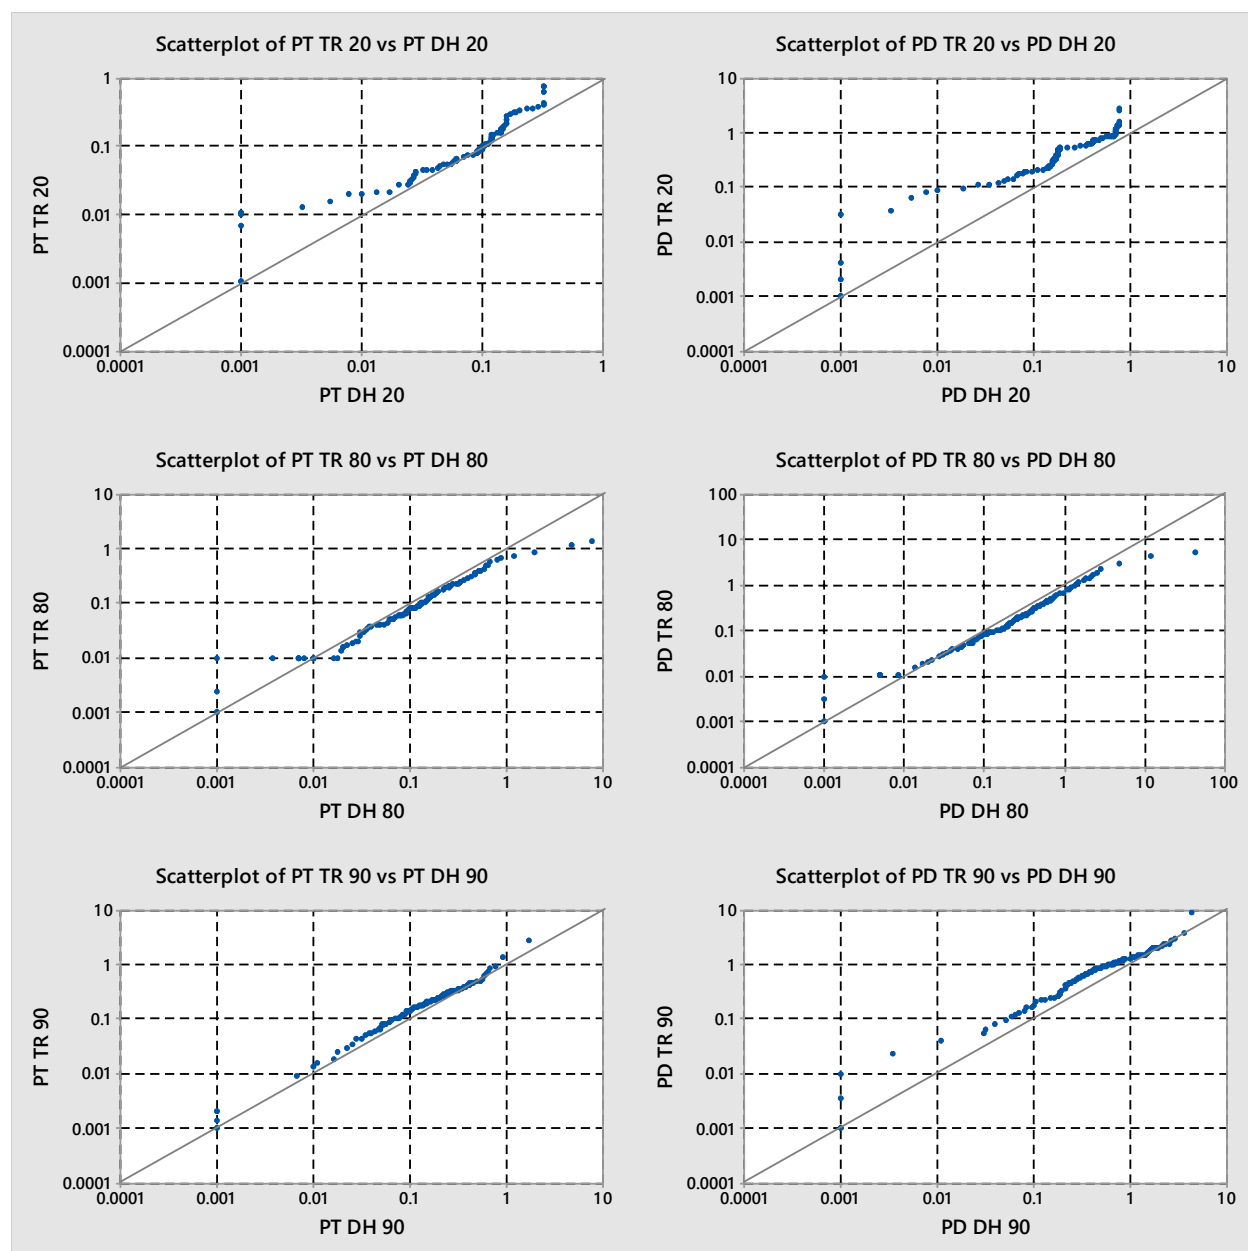 Scatterplot of PT TR 20 vs PT DH 20
1
0.1
0.01
0.001
0.0001
PT TR 20
0.0001 0.001 0.01 0.1 1
PT DH 20
Scatterplot of PD TR 20 vs PD DH 20
10
1
0.1
0.01
0.001
0.0001
PD TR 20
0.0001 0.001 0.01 0.1 1 10
PD DH 20
Scatterplot of PT TR 80 vs PT DH 80
10
1
0.1
0.01
0.001
0.0001
PT TR 80
0.0001 0.001 0.01 0.1 1 10
PT DH 80
Scatterplot of PD TR 80 vs PD DH 80
100
10
1
0.1
0.01
0.001
0.0001
PD TR 80
0.0001 0.001 0.01 0.1 1 10 100
PD DH 80
Scatterplot of PT TR 90 vs PT DH 90
10
1
0.1
0.01
0.001
0.0001
PT TR 90
0.0001 0.001 0.01 0.1 1 10
PT DH 90
Scatterplot of PD TR 90 vs PD DH 90
10
1
0.1
0.01
0.001
0.0001
PD TR 90
0.0001 0.001 0.01 0.1 1 10
PD DH 90